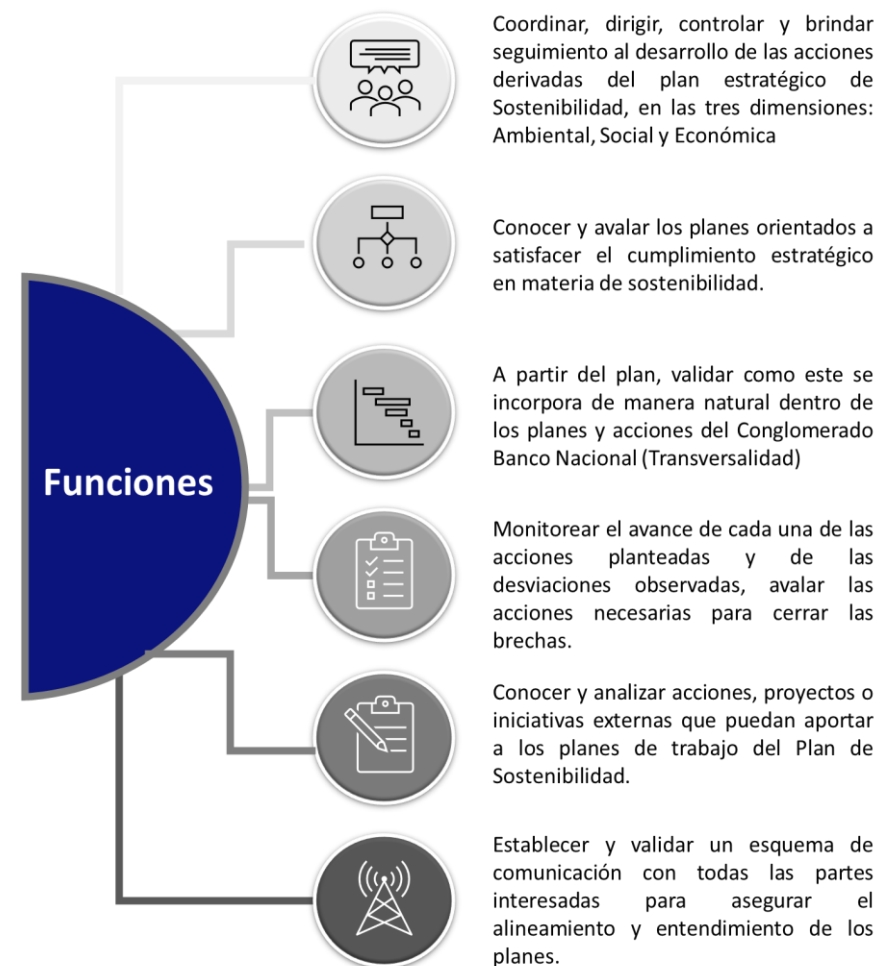 Funciones
Coordinar, dirigir, controlar y brindar
seguimiento al desarrollo de las acciones
derivadas del plan estratégico de
Sostenibilidad, en las tres dimensiones:
Ambiental, Social y Económica
Conocer y avalar los planes orientados a
satisfacer el cumplimiento estratégico
en materia de sostenibilidad.
A partir del plan, validar como este se
incorpora de manera natural dentro de
los planes y acciones del Conglomerado
Banco Nacional (Transversalidad)
Monitorear el avance de cada una de las
acciones planteadas y de las
desviaciones observadas, avalar las
acciones necesarias para cerrar las
brechas.
Conocer y analizar acciones, proyectos o
iniciativas externas que puedan aportar
a los planes de trabajo del Plan de
Sostenibilidad.
Establecer y validar un esquema de
comunicación con todas las partes
interesadas para asegurar el
alineamiento y entendimiento de los
planes.